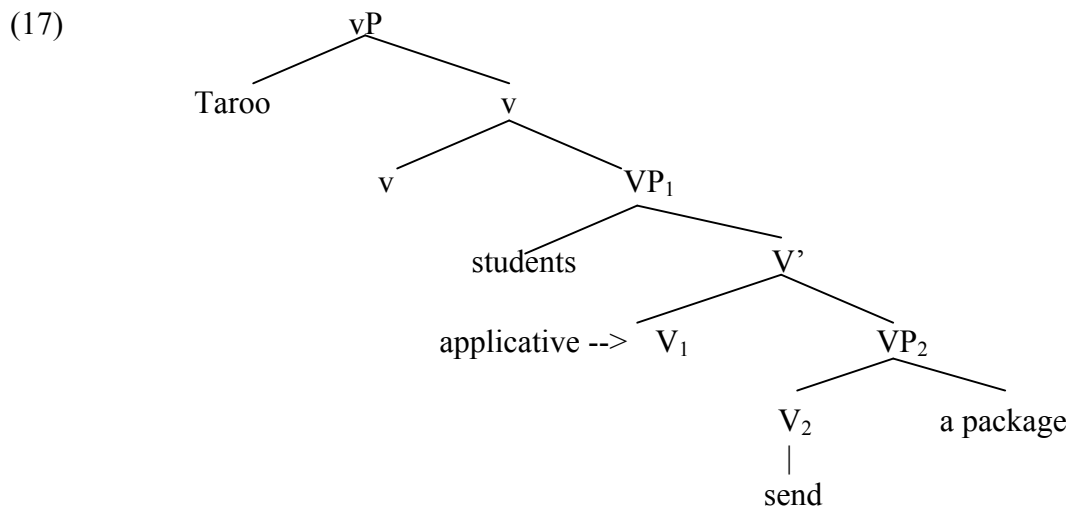 (17) vP
Taroo v
v VP₁
students V’
applicative --> V₁ VP₂
V₂ a package
|
send